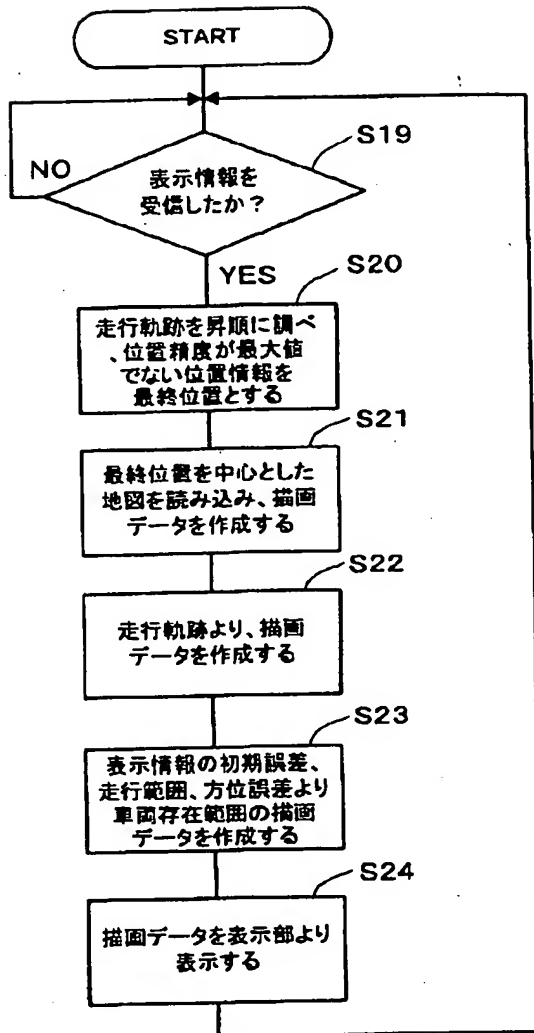 START
S19
NO
表示情報を
受信したか？
YES
S20
走行軌跡を昇順に調べ
、位置精度が最大値
でない位置情報を
最終位置とする
S21
最終位置を中心とした
地図を読み込み、描画
データを作成する
S22
走行軌跡より、描画
データを作成する
S23
表示情報の初期誤差、
走行範囲、方位誤差より
車両存在範囲の描画
データを作成する
S24
描画データを表示部より
表示する